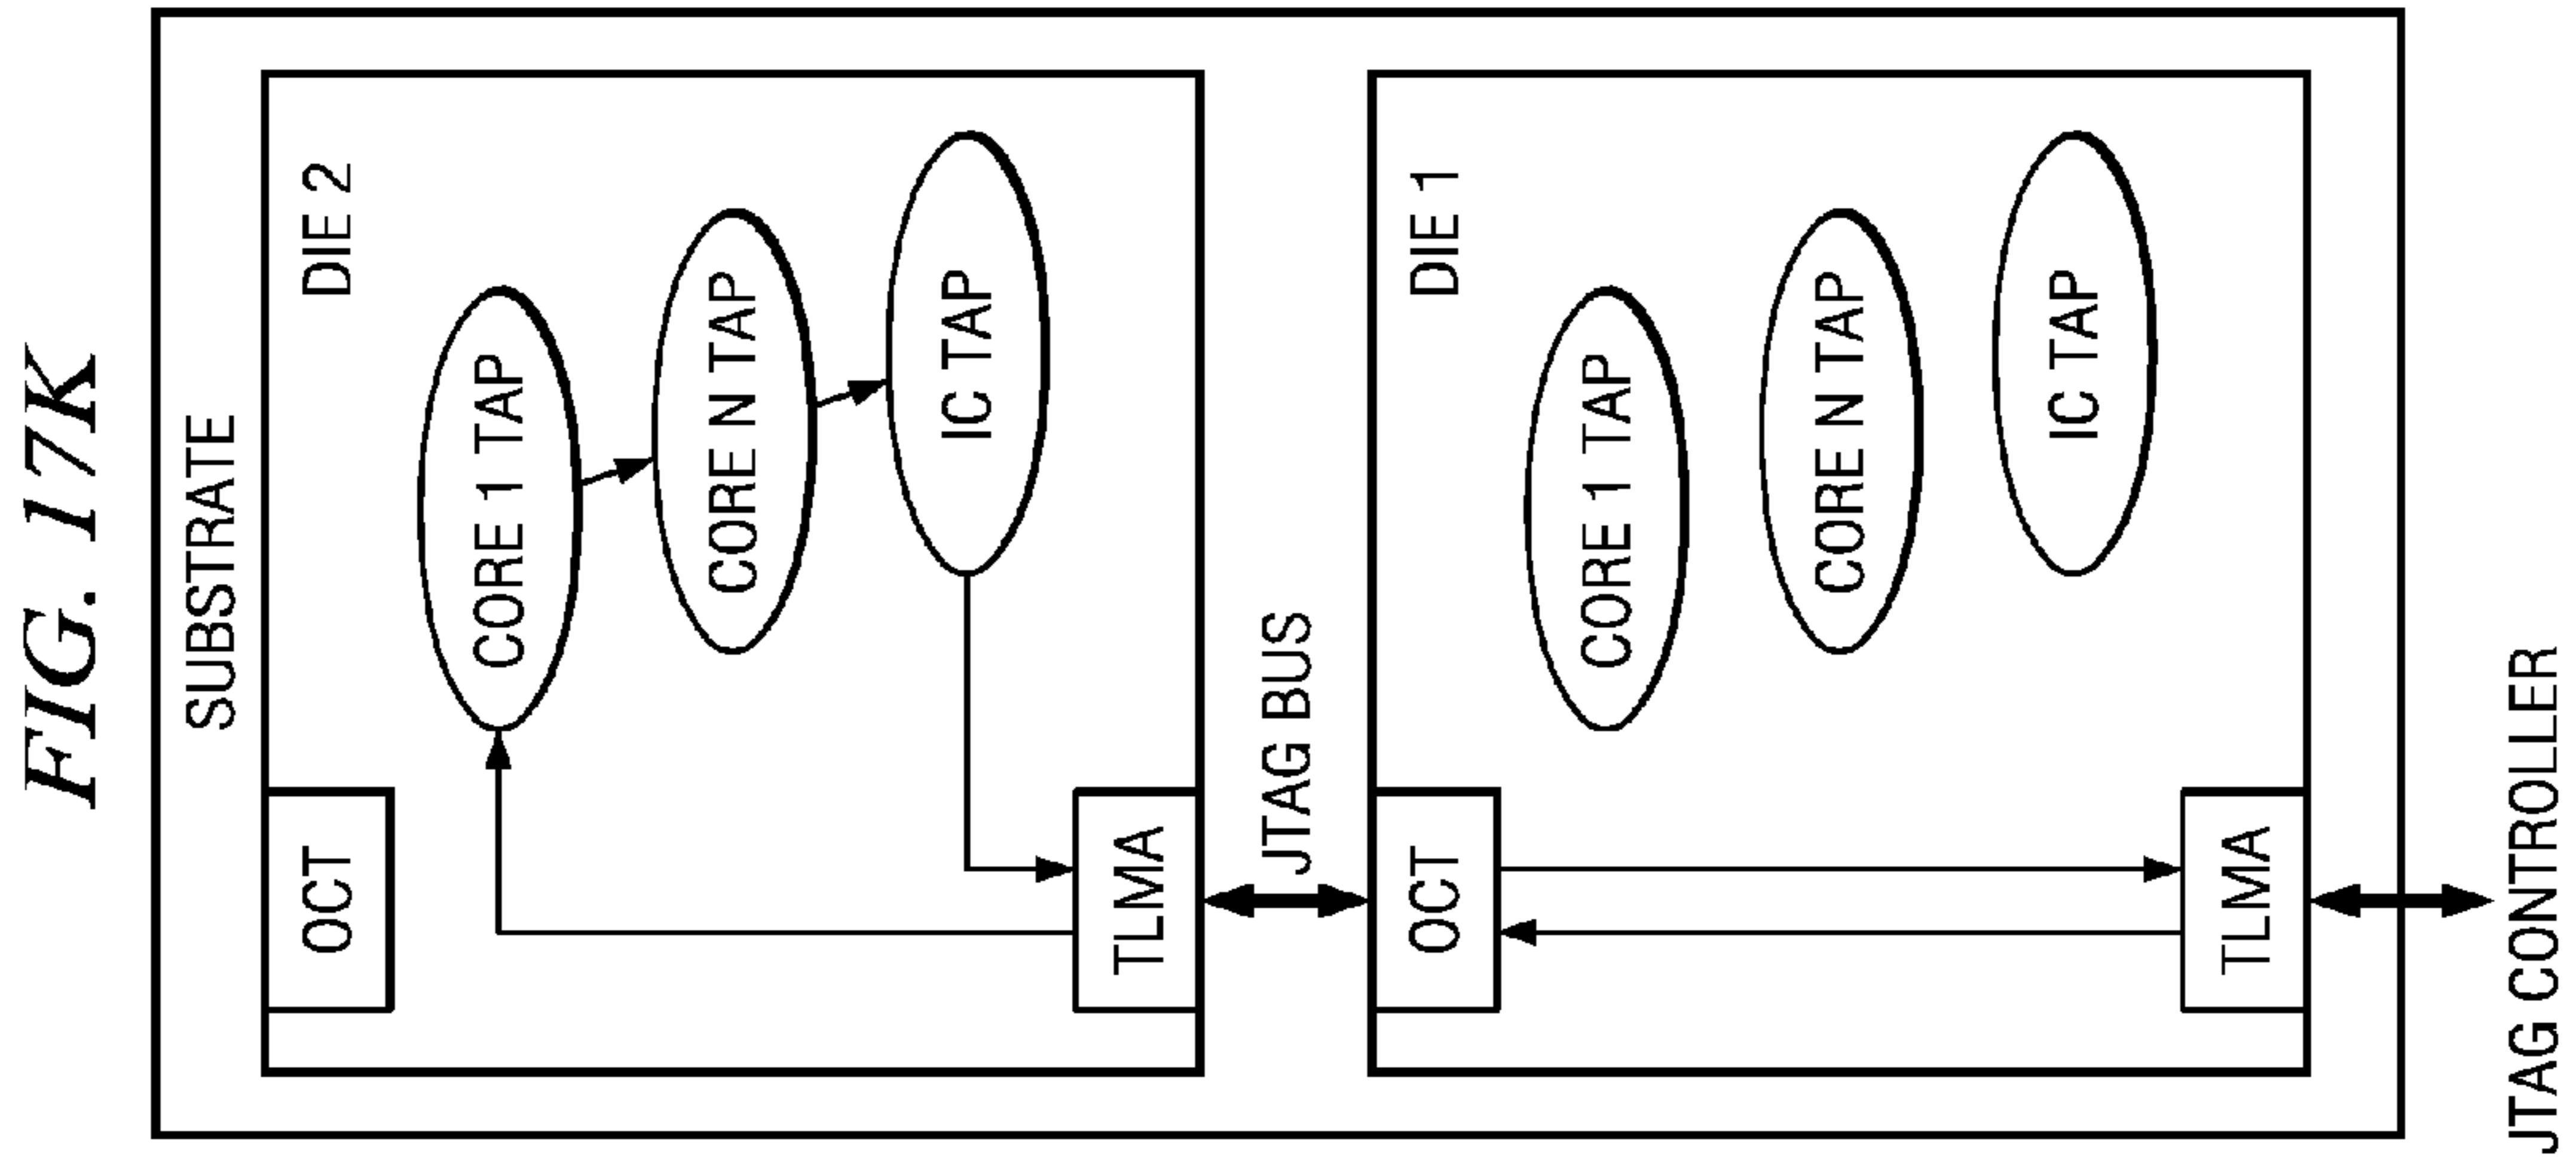 FIG. 17K
SUBSTRATE
OCT
DIE 2
CORE 1 TAP
CORE N TAP
IC TAP
TLMA
JTAG BUS
OCT
DIE 1
CORE 1 TAP
CORE N TAP
IC TAP
TLMA
JTAG CONTROLLER